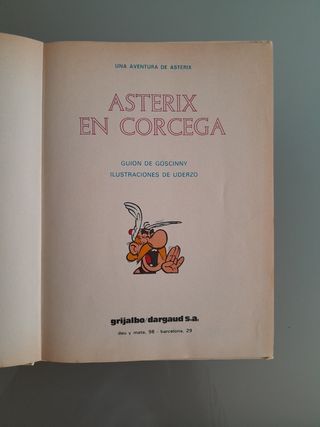 UNA AVENTURA DE ASTERIX
ASTERIX
EN CORCEGA
GUION DE GOSCINNY
ILUSTRACIONES DE UDERZO
grijalbo/dargaud s.a.
deu y mata, 98 - barcelona, 29